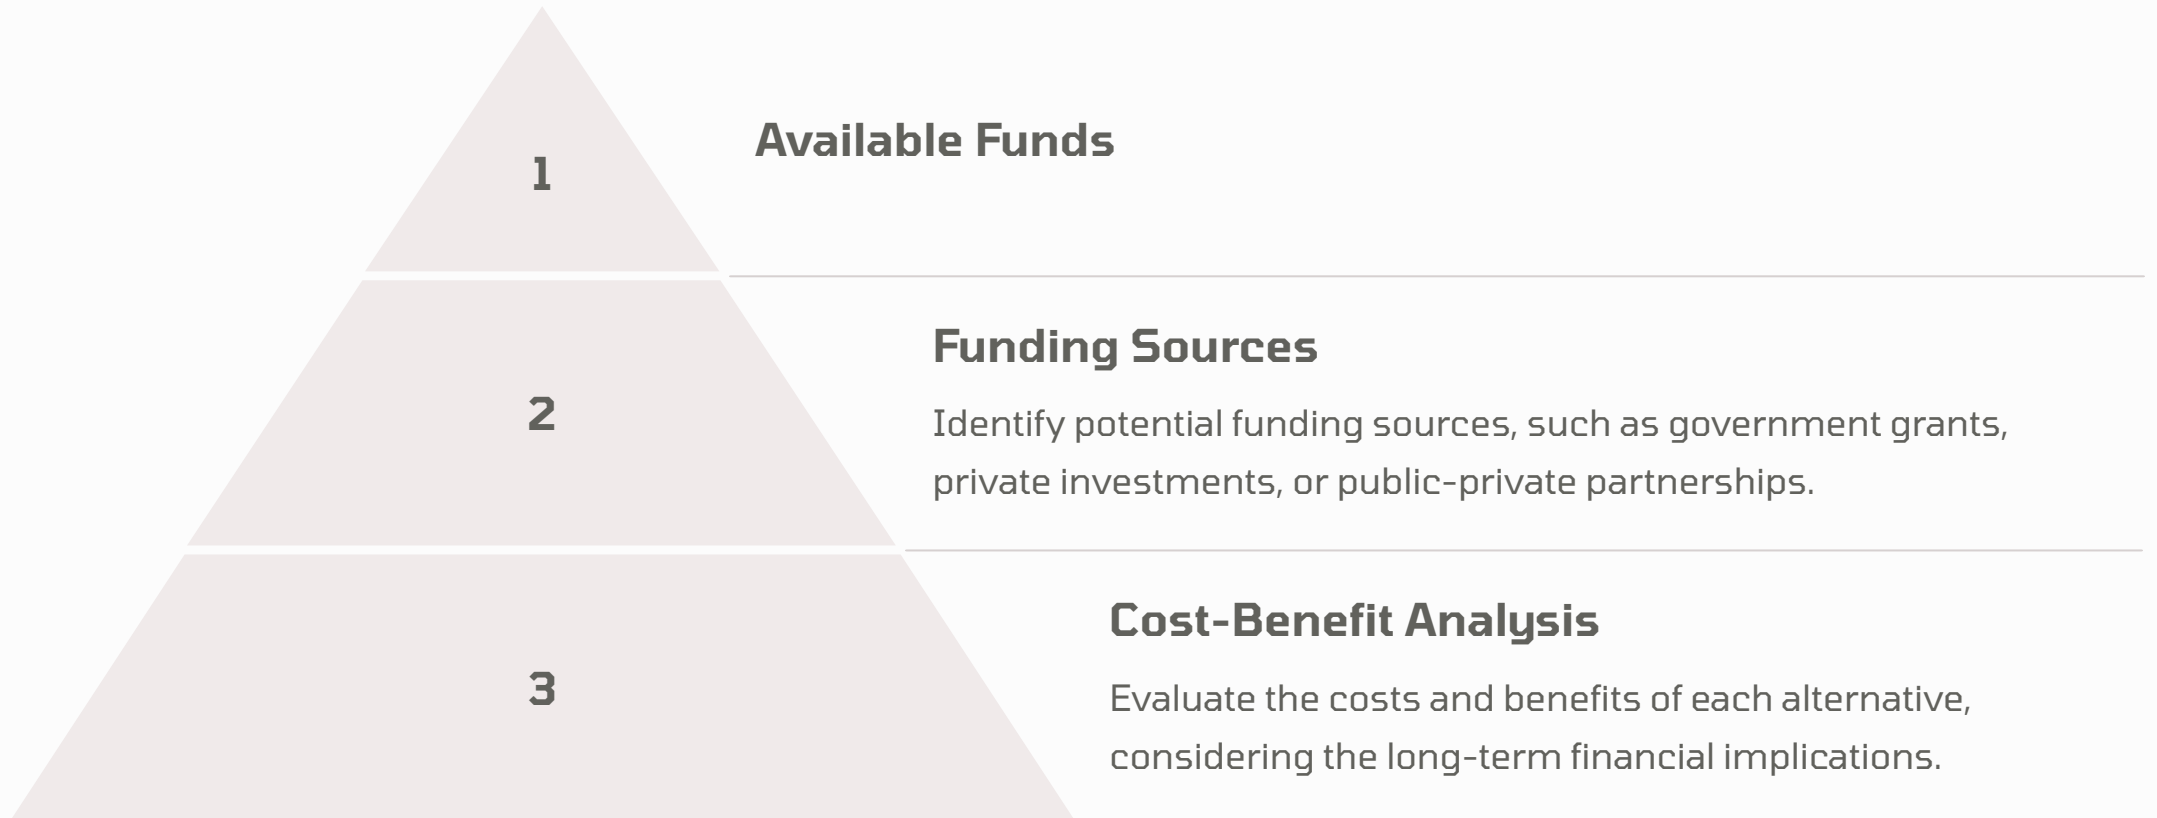 1
Available Funds
2
Funding Sources
Identify potential funding sources, such as government grants,
private investments, or public-private partnerships.
3
Cost-Benefit Analysis
Evaluate the costs and benefits of each alternative,
considering the long-term financial implications.